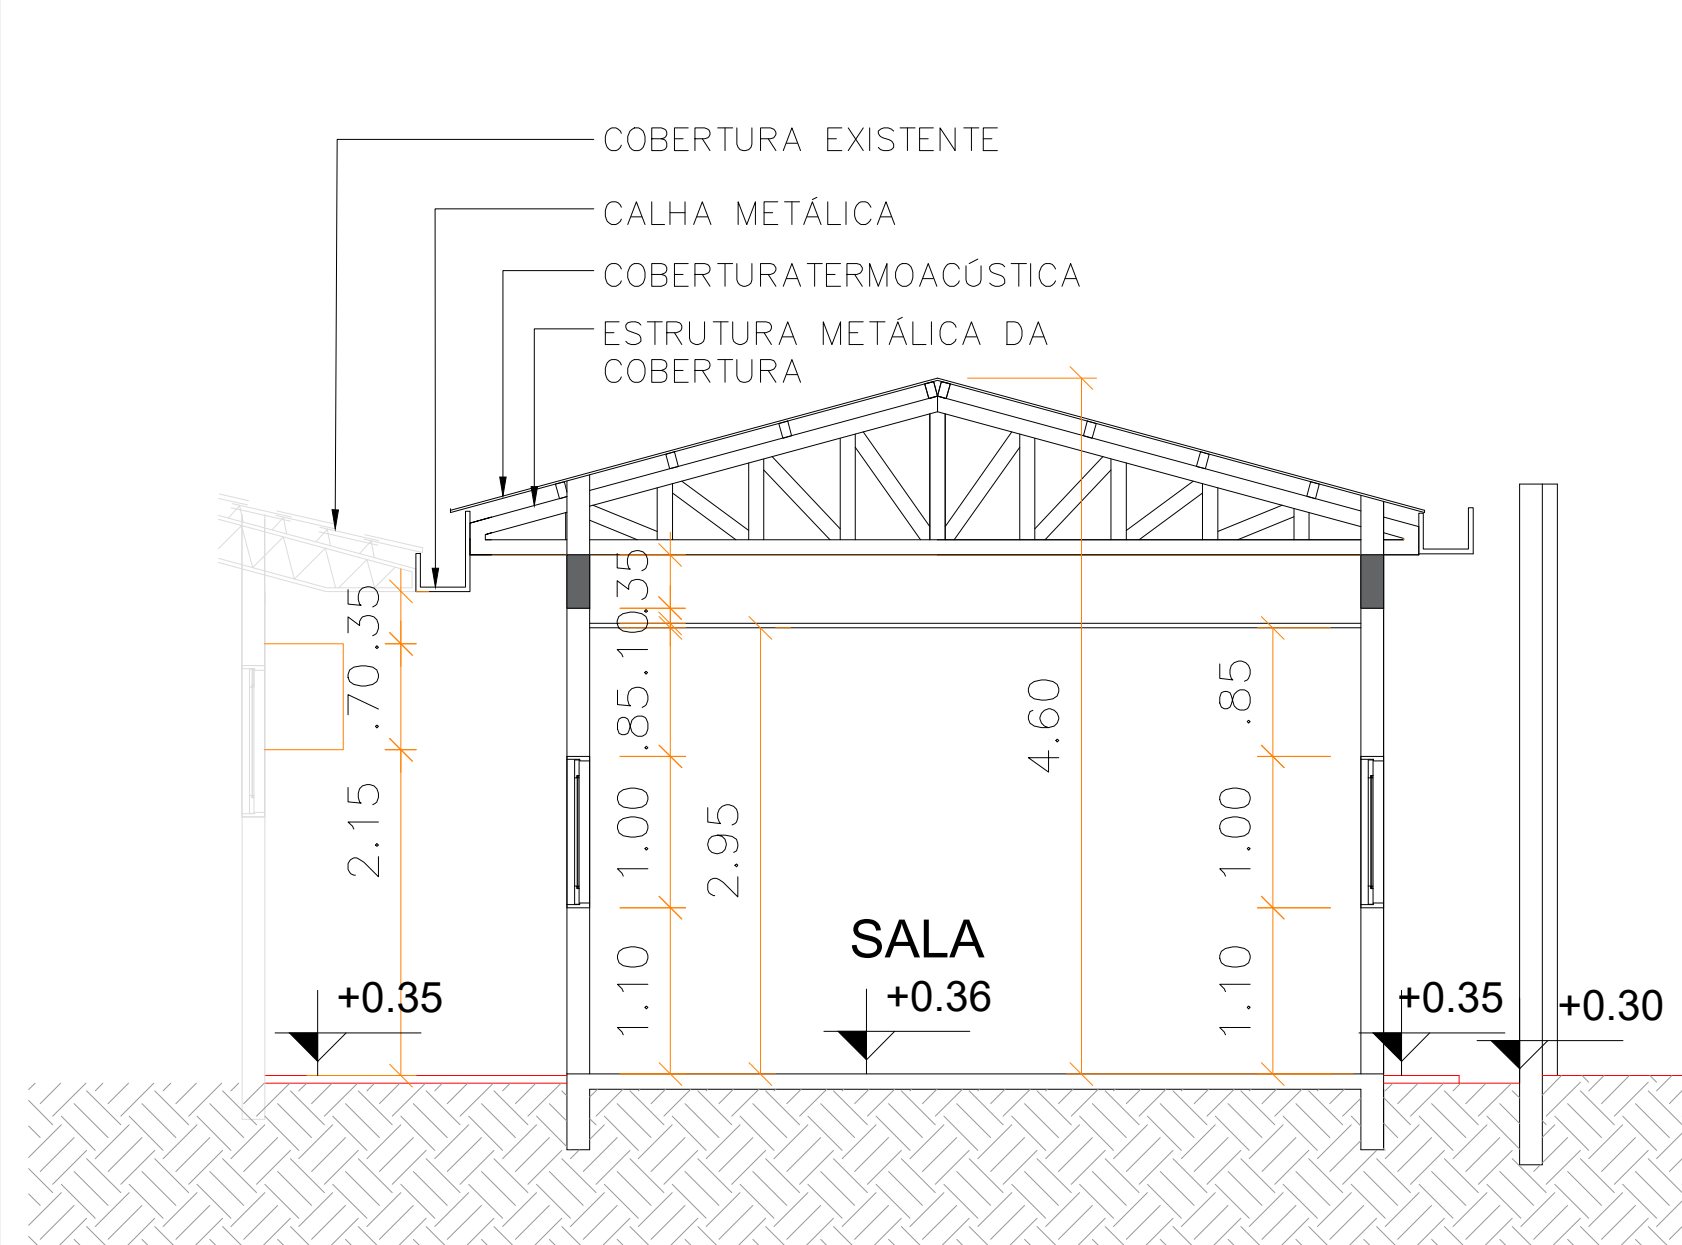 COBERTURA EXISTENTE
CALHA METÁLICA
COBERTURATERMOACÚSTICA
ESTRUTURA METÁLICA DA
COBERTURA
.35
.70
2.15
.35
.10
.85
1.00
1.10
2.95
4.60
.85
1.00
1.10
SALA
+0.35
+0.36
+0.35
+0.30